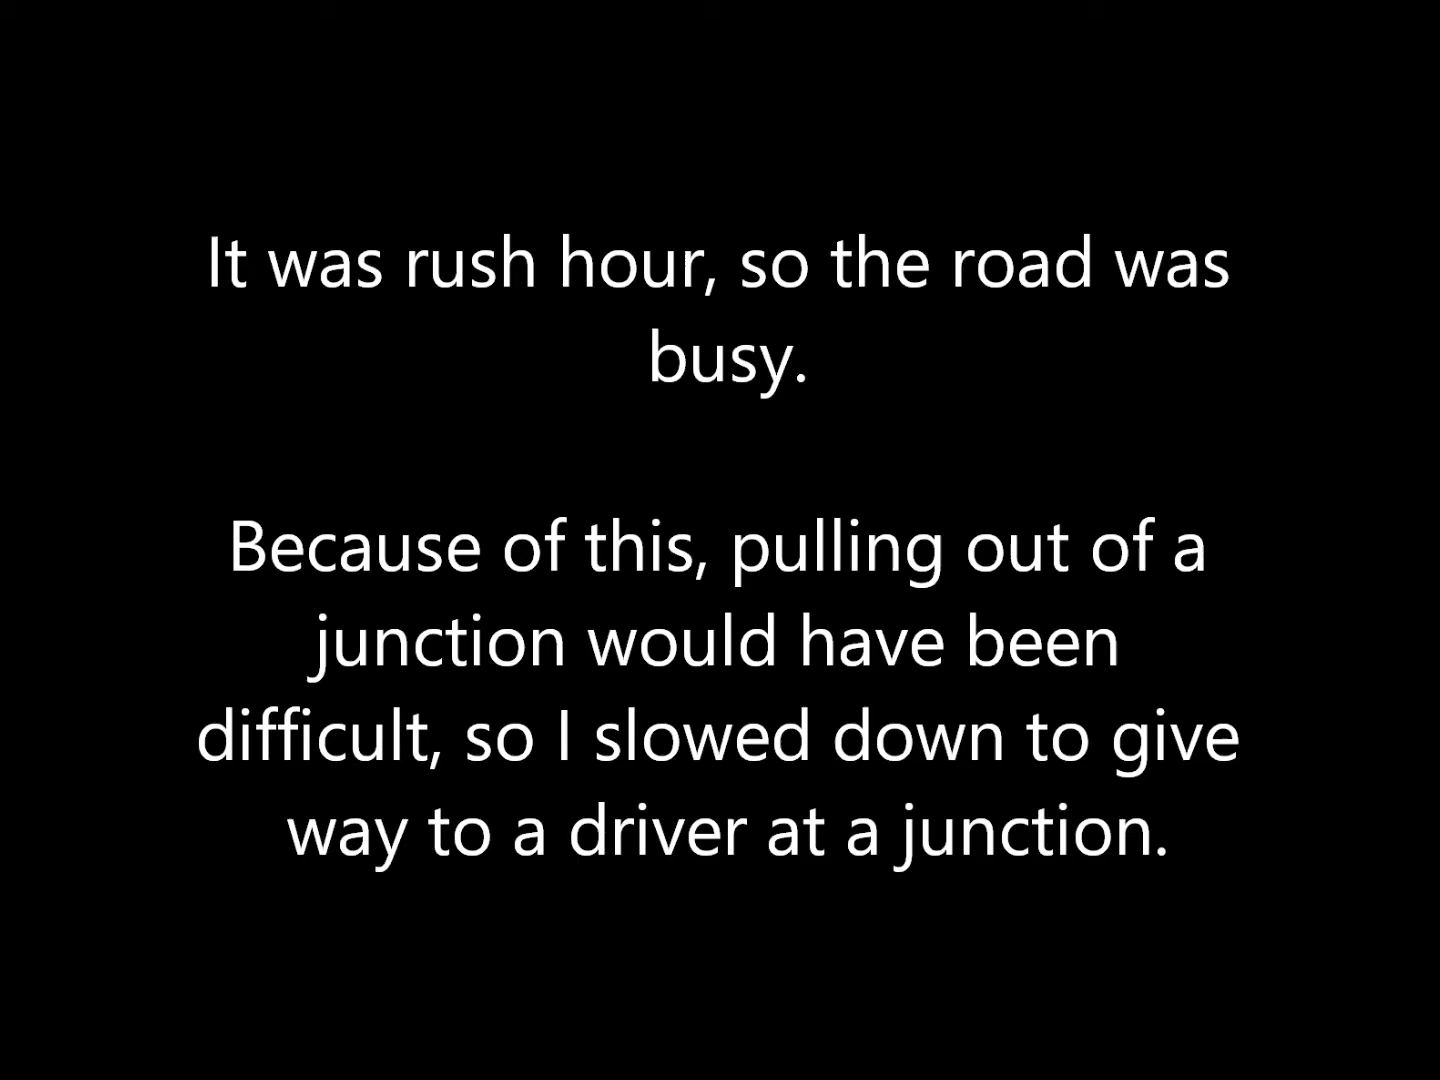 It was rush hour, so the road was
busy.
Because of this, pulling out of a
junction would have been
difficult, so I slowed down to give
way to a driver at a junction.